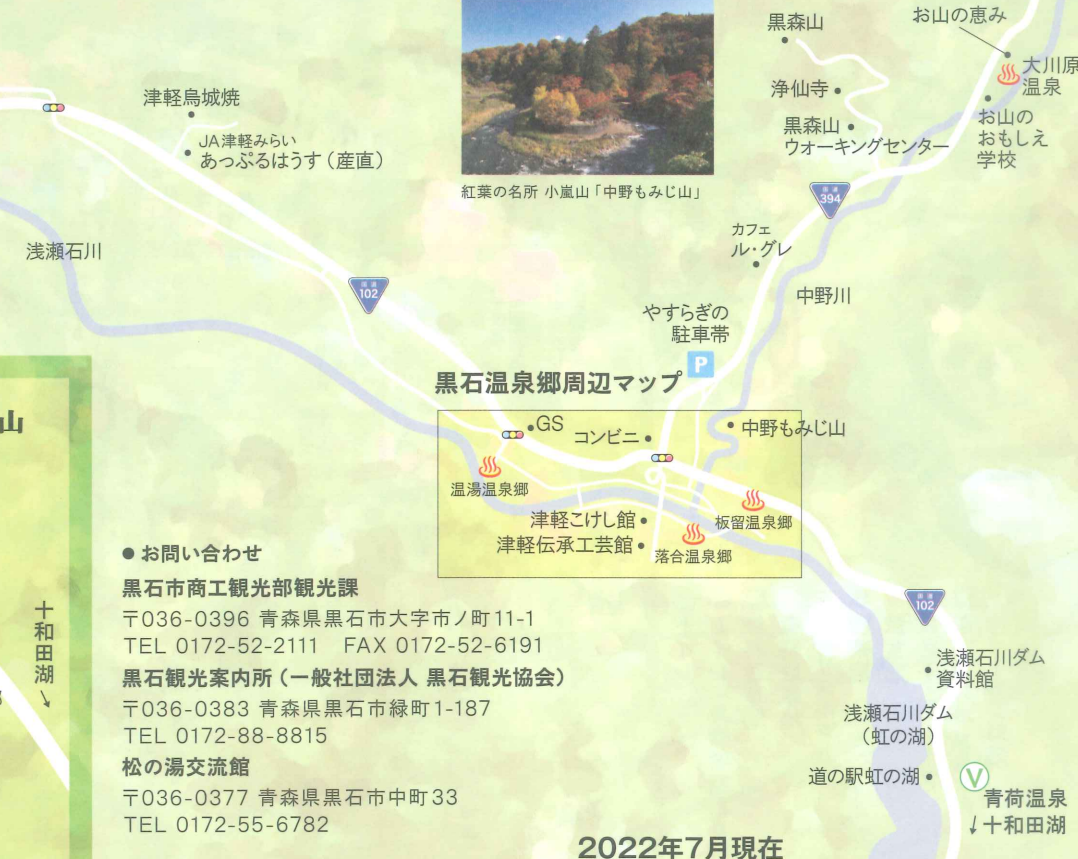 黒森山
お山の恵み
浄仙寺
大川原
温泉
黒森山
ウォーキングセンター
お山の
おもしえ
学校
津軽烏城焼
JA津軽みらい
あっぷるはうす（産直）
紅葉の名所 小嵐山「中野もみじ山」
国道
394
浅瀬石川
カフェ
ル・グレ
国道
102
中野川
やすらぎの
駐車帯
P
黒石温泉郷周辺マップ
山
GS
コンビニ
中野もみじ山
温湯温泉郷
津軽こけし館
津軽伝承工芸館
落合温泉郷
板留温泉郷
● お問い合わせ
黒石市商工観光部観光課
〒036-0396 青森県黒石市大字市ノ町11-1
TEL 0172-52-2111 FAX 0172-52-6191
黒石観光案内所（一般社団法人 黒石観光協会）
〒036-0383 青森県黒石市緑町1-187
TEL 0172-88-8815
松の湯交流館
〒036-0377 青森県黒石市中町33
TEL 0172-55-6782
十和田湖
↓
国道
102
浅瀬石川ダム
資料館
浅瀬石川ダム
（虹の湖）
道の駅虹の湖
V
青荷温泉
↓十和田湖
2022年7月現在